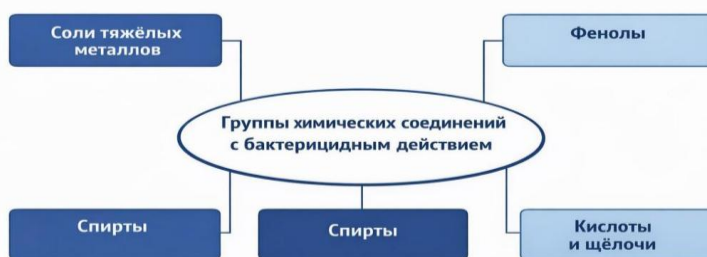 Соли тяжёлых
металлов
Фенолы
Группы химических соединений
с бактерицидным действием
Спирты
Спирты
Кислоты
и щёлочи